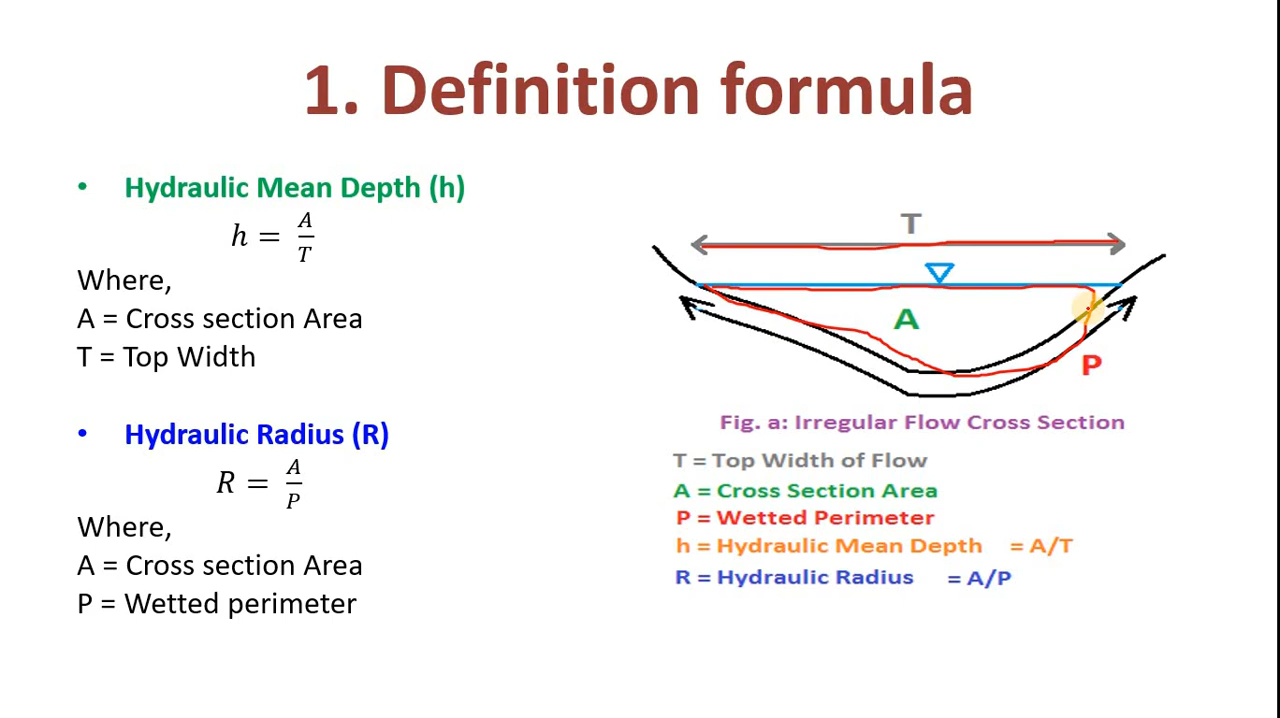 1. Definition formula
• Hydraulic Mean Depth (h)
h = A/T
Where,
A = Cross section Area
T = Top Width
• Hydraulic Radius (R)
R = A/P
Where,
A = Cross section Area
P = Wetted perimeter
T
A
P
Fig. a: Irregular Flow Cross Section
T = Top Width of Flow
A = Cross Section Area
P = Wetted Perimeter
h = Hydraulic Mean Depth = A/T
R = Hydraulic Radius = A/P